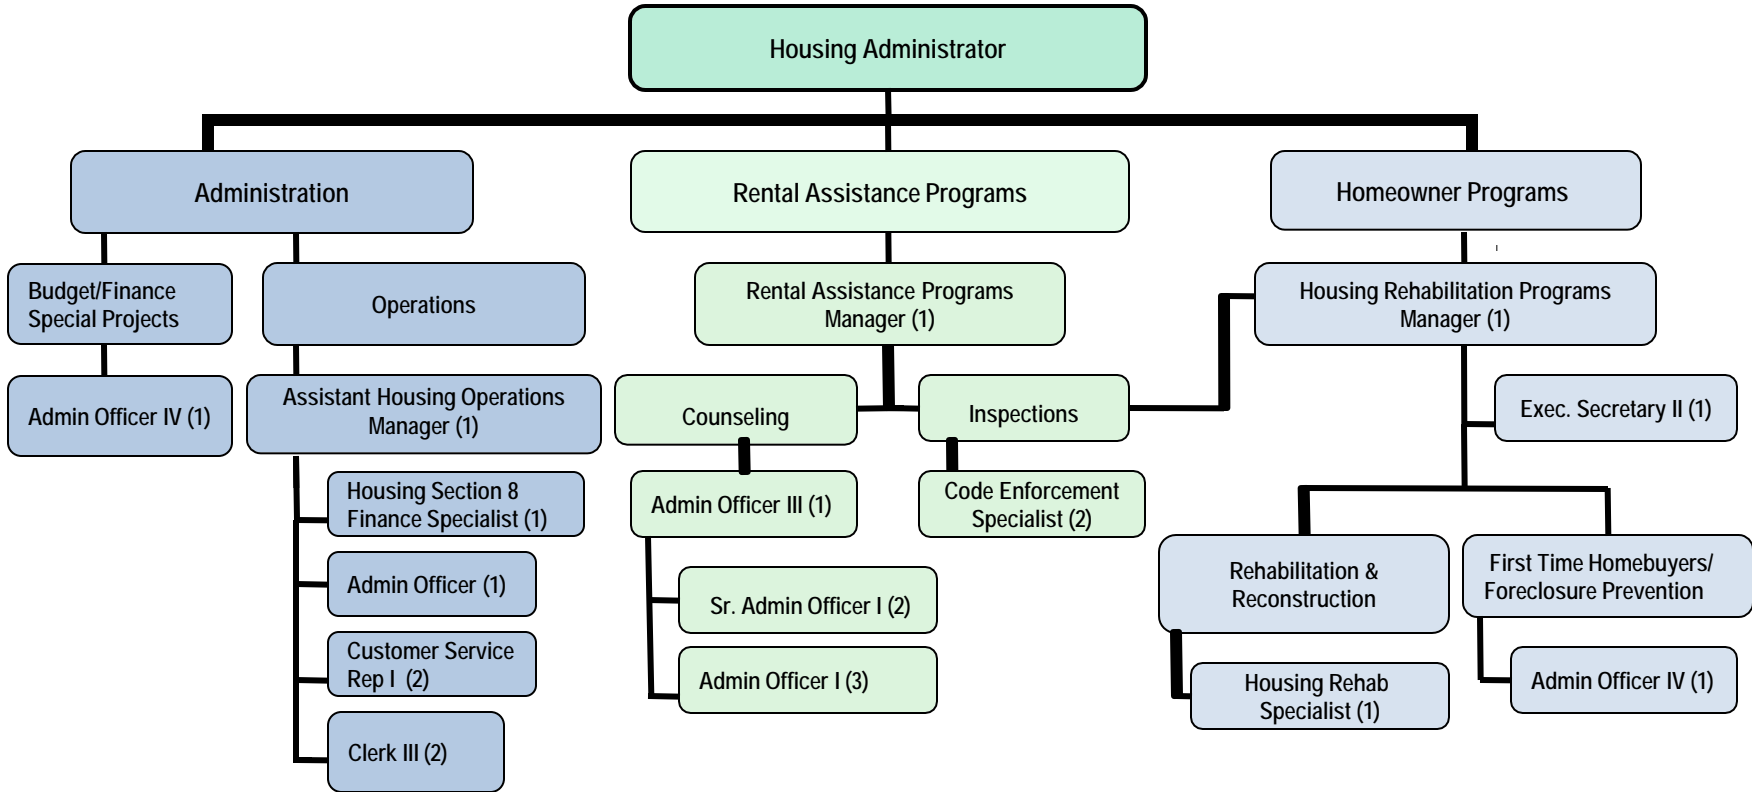 Housing Administrator
Administration
Rental Assistance Programs
Homeowner Programs
Budget/Finance
Special Projects
Operations
Rental Assistance Programs
Manager (1)
Housing Rehabilitation Programs
Manager (1)
Admin Officer IV (1)
Assistant Housing Operations
Manager (1)
Counseling
Inspections
Exec. Secretary II (1)
Housing Section 8
Finance Specialist (1)
Admin Officer III (1)
Code Enforcement
Specialist (2)
Admin Officer (1)
Sr. Admin Officer I (2)
Rehabilitation &
Reconstruction
First Time Homebuyers/
Foreclosure Prevention
Customer Service
Rep I (2)
Admin Officer I (3)
Housing Rehab
Specialist (1)
Admin Officer IV (1)
Clerk III (2)